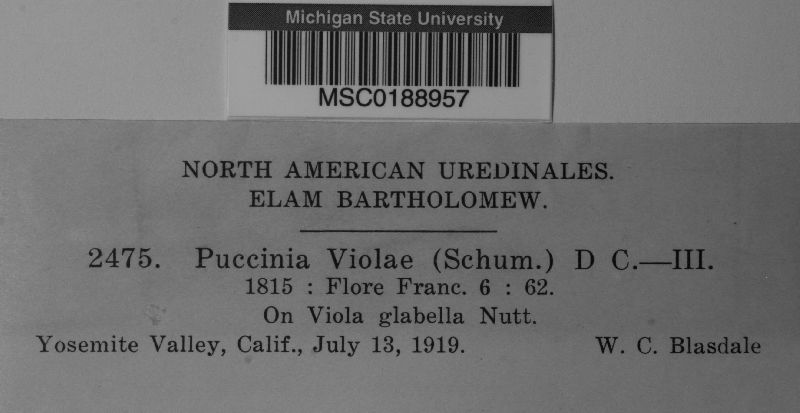 Michigan State University
MSC0188957
NORTH AMERICAN UREDINALES.
ELAM BARTHOLOMEW.
2475. Puccinia Violae (Schum.) D C.—III.
1815 : Flore Franc. 6 : 62.
On Viola glabella Nutt.
Yosemite Valley, Calif., July 13, 1919. W. C. Blasdale